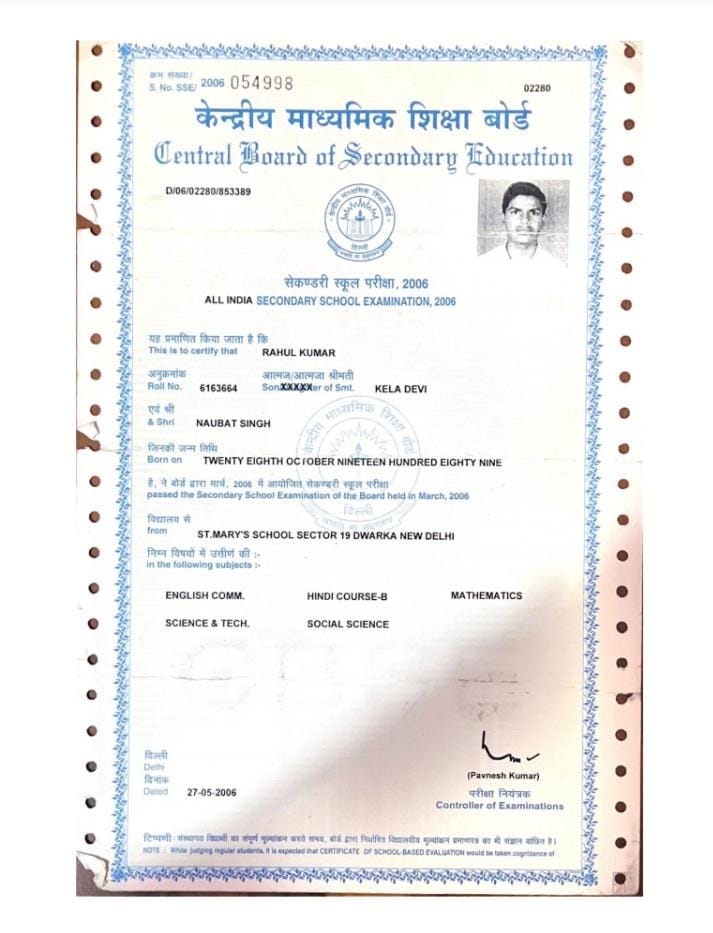 क्रम संख्या/
S. No. SSE/ 2006 054998
02280
केन्द्रीय माध्यमिक शिक्षा बोर्ड
Central Board of Secondary Education
D/06/02280/853389
केन्द्रीय माध्यमिक शिक्षा बोर्ड
दिल्ली
सेकण्डरी स्कूल परीक्षा, 2006
ALL INDIA SECONDARY SCHOOL EXAMINATION, 2006
यह प्रमाणित किया जाता है कि
This is to certify that RAHUL KUMAR
अनुक्रमांक आत्मज/आत्मजा श्रीमती
Roll No. 6163664 Son/XXXXXer of Smt. KELA DEVI
एवं श्री
& Shri NAUBAT SINGH
जिनकी जन्म तिथि
Born on TWENTY EIGHTH OCTOBER NINETEEN HUNDRED EIGHTY NINE
है, ने बोर्ड द्वारा मार्च, 2006 में आयोजित सेकण्डरी स्कूल परीक्षा
passed the Secondary School Examination of the Board held in March, 2006
विद्यालय से
from ST.MARY'S SCHOOL SECTOR 19 DWARKA NEW DELHI
निम्न विषयों में उत्तीर्ण की :-
in the following subjects :-
ENGLISH COMM. HINDI COURSE-B MATHEMATICS
SCIENCE & TECH. SOCIAL SCIENCE
दिल्ली
Delhi
दिनांक
Dated 27-05-2006
(Pavnesh Kumar)
परीक्षा नियंत्रक
Controller of Examinations
टिप्पणी : संस्थागत विद्यार्थी का संपूर्ण मूल्यांकन करते समय, बोर्ड द्वारा निर्धारित विद्यालयीय मूल्यांकन प्रमाणपत्र का भी संज्ञान वांछित है।
NOTE : While judging regular students, it is expected that CERTIFICATE OF SCHOOL-BASED EVALUATION would be taken cognizance of